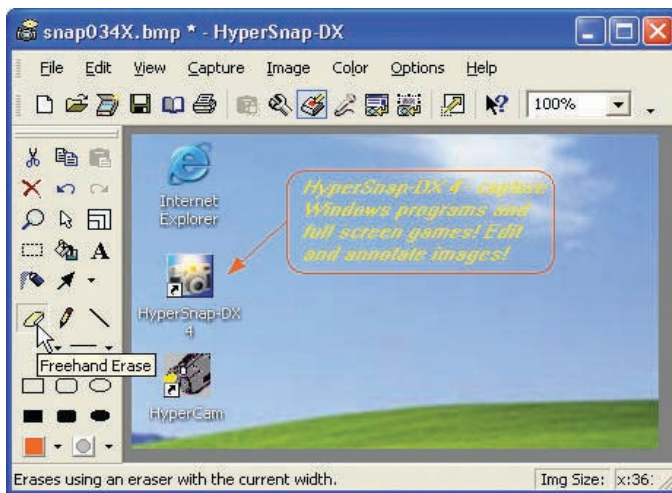 snap034X.bmp * - HyperSnap-DX
File Edit View Capture Image Color Options Help
100%
A
Internet
Explorer
HyperSnap-DX 4 - capture
Windows programs and
full screen games! Edit
and annotate images!
HyperSnap-DX
4
Freehand Erase
HyperCam
Erases using an eraser with the current width.
Img Size:
x:36